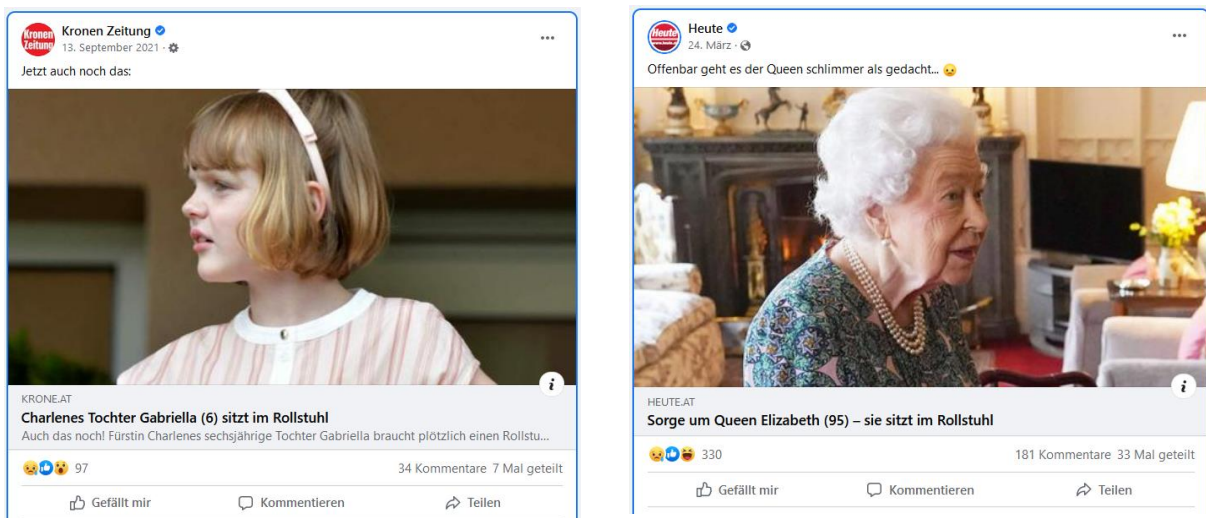 Kronen Zeitung
Kronen Zeitung
13. September 2021 ·
Jetzt auch noch das:
KRONE.AT
Charlenes Tochter Gabriella (6) sitzt im Rollstuhl
Auch das noch! Fürstin Charlenes sechsjährige Tochter Gabriella braucht plötzlich einen Rollstu...
97
34 Kommentare 7 Mal geteilt
Gefällt mir Kommentieren Teilen
Heute
Heute
24. März ·
Offenbar geht es der Queen schlimmer als gedacht...
HEUTE.AT
Sorge um Queen Elizabeth (95) – sie sitzt im Rollstuhl
330
181 Kommentare 33 Mal geteilt
Gefällt mir Kommentieren Teilen